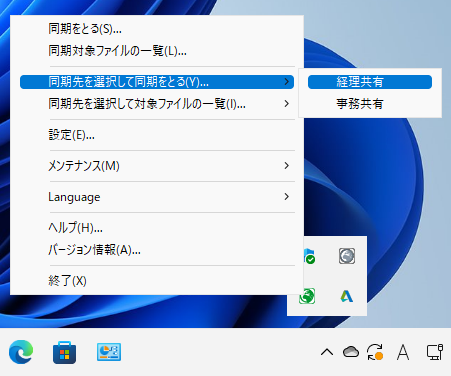 同期をとる(S)...
同期対象ファイルの一覧(L)...
同期先を選択して同期をとる(Y)...
経理共有
同期先を選択して対象ファイルの一覧(I)...
事務共有
設定(E)...
メンテナンス(M)
Language
ヘルプ(H)...
バージョン情報(A)...
終了(X)
A